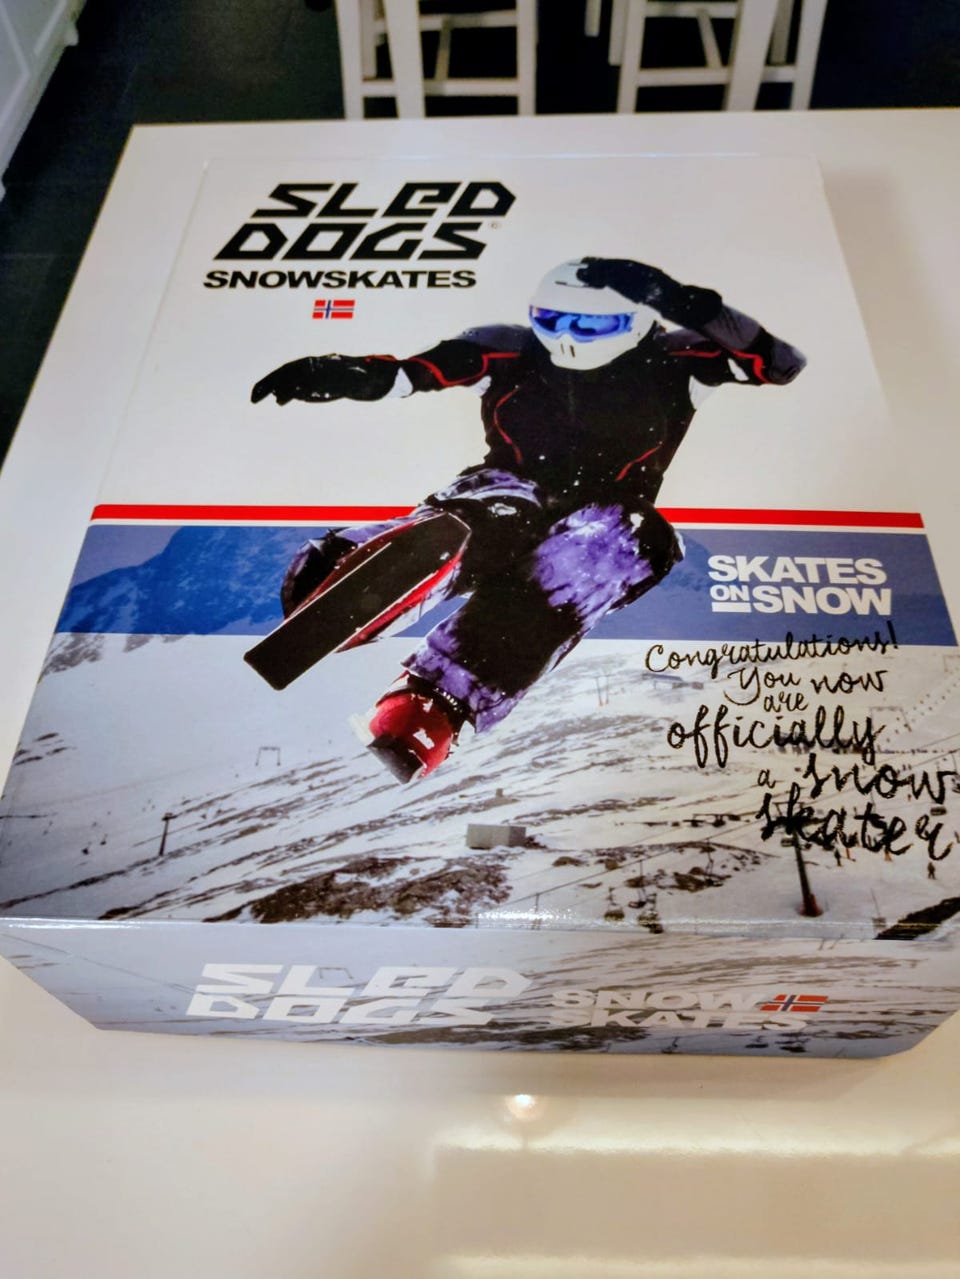 SLED
DOGS
SNOWSKATES
SKATES
ON SNOW
Congratulations!
You now
are
officially
a snow
skater
SLED
DOGS
SNOW
SKATES